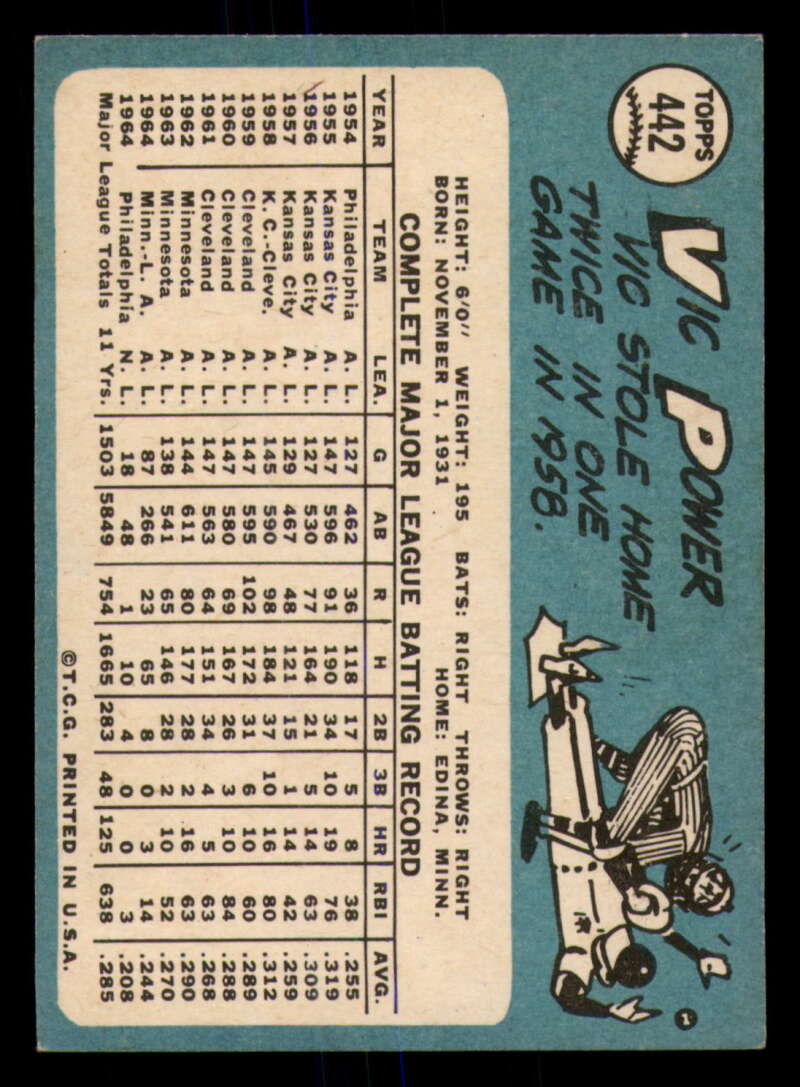 TOPPS
442
VIC POWER
VIC STOLE HOME
TWICE IN ONE
GAME IN 1958.
1
HEIGHT: 6'0" WEIGHT: 195 BATS: RIGHT THROWS: RIGHT
BORN: NOVEMBER 1, 1931 HOME: EDINA, MINN.
COMPLETE MAJOR LEAGUE BATTING RECORD
YEAR TEAM LEA. G AB R H 2B 3B HR RBI AVG.
1954 Philadelphia A. L. 127 462 36 118 17 5 8 38 .255
1955 Kansas City A. L. 147 596 91 190 34 10 19 76 .319
1956 Kansas City A. L. 127 530 77 164 21 5 14 63 .309
1957 Kansas City A. L. 129 467 48 121 15 1 14 42 .259
1958 K. C.-Cleve. A. L. 145 590 98 184 37 10 16 80 .312
1959 Cleveland A. L. 147 595 102 172 31 6 10 60 .289
1960 Cleveland A. L. 147 580 69 167 26 3 10 84 .288
1961 Cleveland A. L. 147 563 64 151 34 4 5 63 .268
1962 Minnesota A. L. 144 611 80 177 28 2 16 63 .290
1963 Minnesota A. L. 138 541 65 146 28 2 10 52 .270
1964 Minn.-L. A. A. L. 87 266 23 65 8 0 3 14 .244
1964 Philadelphia N. L. 18 48 1 10 4 0 0 3 .208
Major League Totals 11 Yrs. 1503 5849 754 1665 283 48 125 638 .285
©T.C.G. PRINTED IN U.S.A.